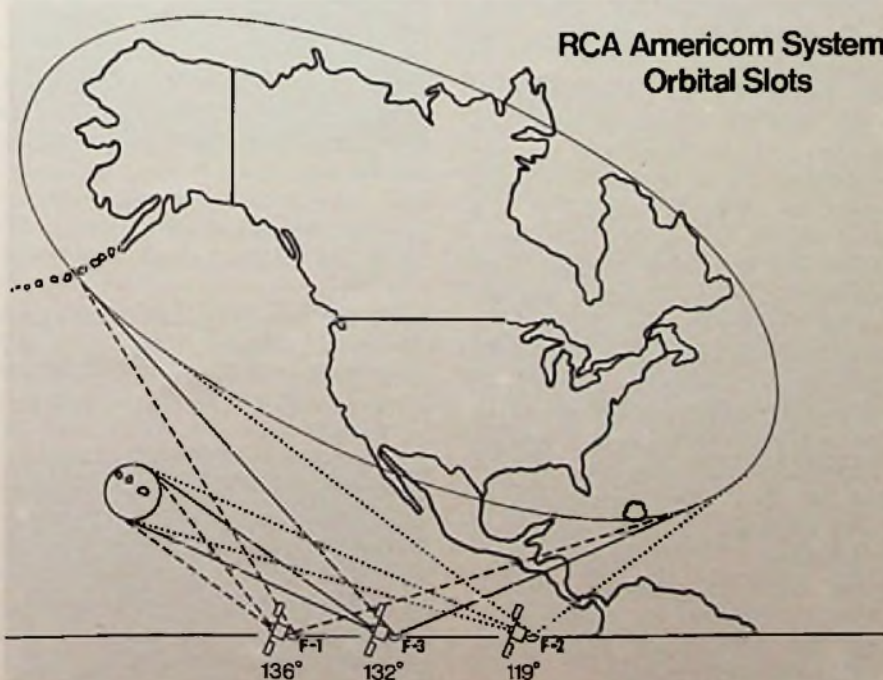 RCA Americom System
Orbital Slots
F-1
F-3
F-2
136°
132°
119°